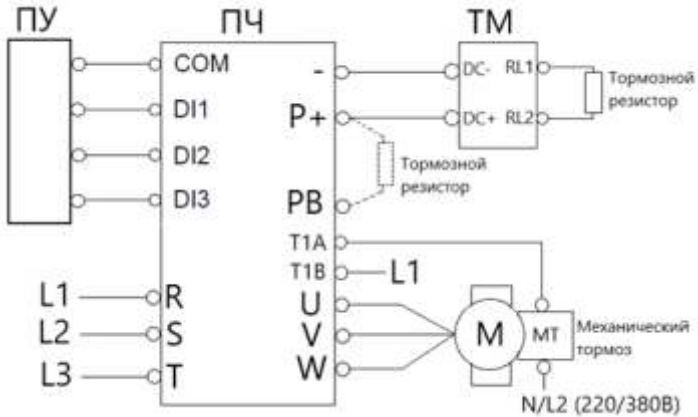 ПУ
ПЧ
ТМ
COM
DI1
DI2
DI3
-
P+
PB
T1A
T1B
L1
DC-
RL1
DC+
RL2
Тормозной
резистор
Тормозной
резистор
L1
R
L2
S
L3
T
U
V
W
M
МТ
Механический
тормоз
N/L2 (220/380В)